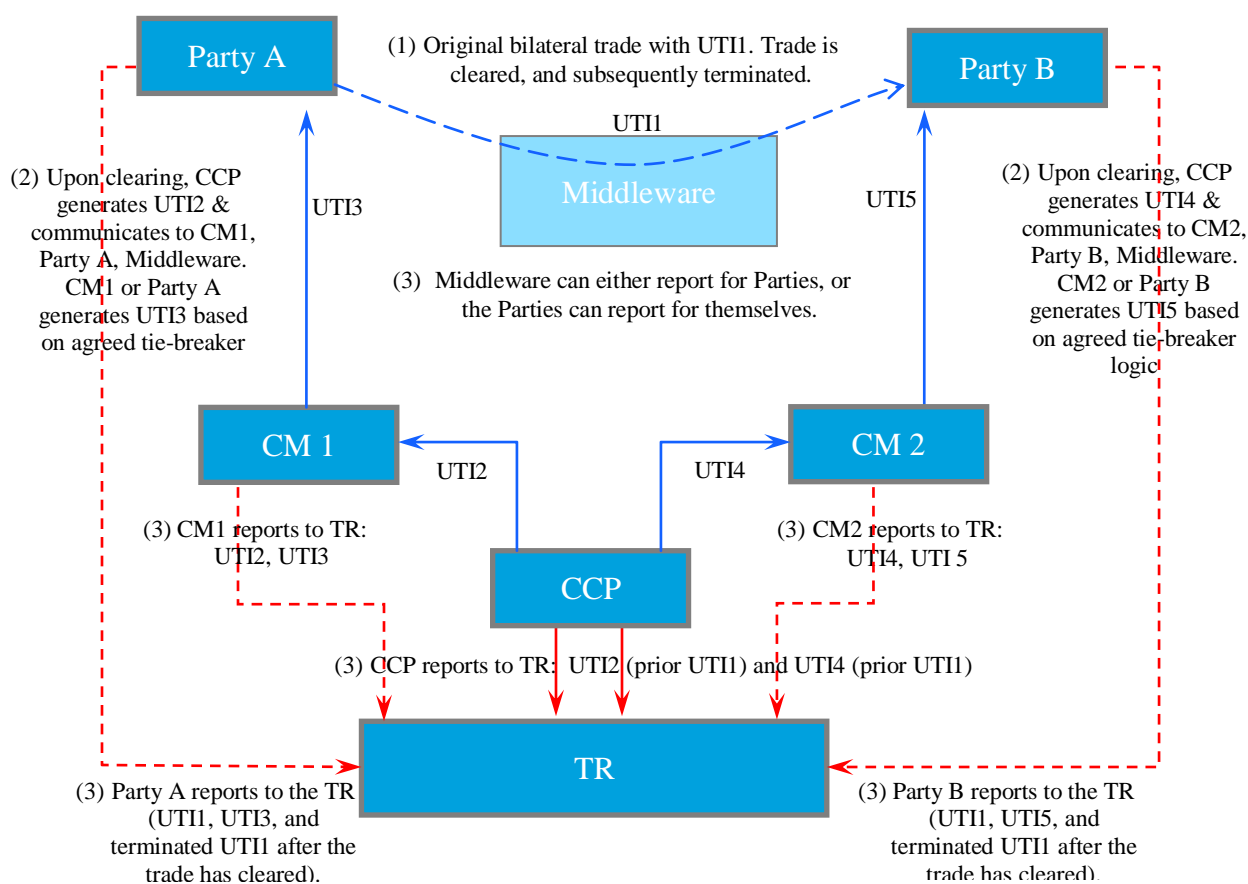 Party A
(1) Original bilateral trade with UTI1. Trade is
cleared, and subsequently terminated.
Party B
UTI1
Middleware
(2) Upon clearing, CCP
generates UTI2 &
communicates to CM1,
Party A, Middleware.
CM1 or Party A
generates UTI3 based
on agreed tie-breaker
UTI3
UTI5
(2) Upon clearing, CCP
generates UTI4 &
communicates to CM2,
Party B, Middleware.
CM2 or Party B
generates UTI5 based
on agreed tie-breaker
logic
(3) Middleware can either report for Parties, or
the Parties can report for themselves.
CM 1
CM 2
UTI2
UTI4
(3) CM1 reports to TR:
UTI2, UTI3
(3) CM2 reports to TR:
UTI4, UTI 5
CCP
(3) CCP reports to TR: UTI2 (prior UTI1) and UTI4 (prior UTI1)
TR
(3) Party A reports to the TR
(UTI1, UTI3, and
terminated UTI1 after the
trade has cleared).
(3) Party B reports to the TR
(UTI1, UTI5, and
terminated UTI1 after the
trade has cleared).